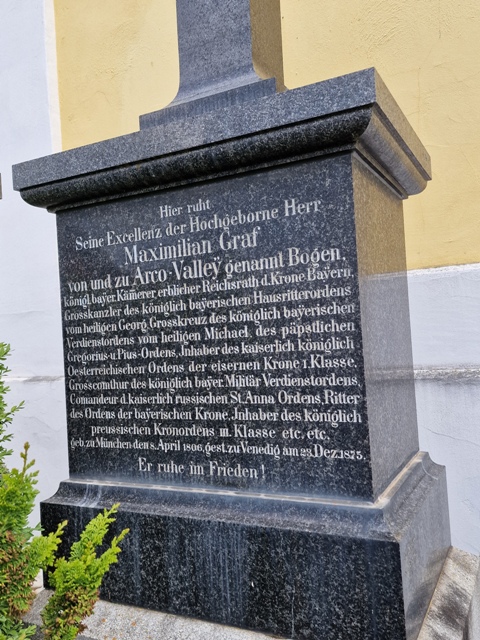 Hier ruht
Seine Excellenz der Hochgeborne Herr
Maximilian Graf
von und zu Arco Valleÿ genannt Bogen,
königl. bayer. Kämerer erblicher Reichsrath d. Krone Bayern,
Grosskanzler des königlich bayerischen Hausritterordens
vom heiligen Georg, Grosskreuz des königlich bayerischen
Verdienstordens vom heiligen Michael, des päpstlichen
Gregorius u. Pius-Ordens, Jnhaber des kaiserlich königlich
Oesterreichischen Ordens der eisernen Krone 1. Klasse,
Grosscomthur des königlich bayer. Militär Verdienstordens,
Comandeur d. kaiserlich russischen St. Anna Ordens, Ritter
des Ordens der bayerischen Krone, Jnhaber des königlich
preussischen Kronordens III. Klasse etc. etc.
geb. zu München den 8. April 1806, gest. zu Venedig am 23. Dez. 1875.
Er ruhe im Frieden!